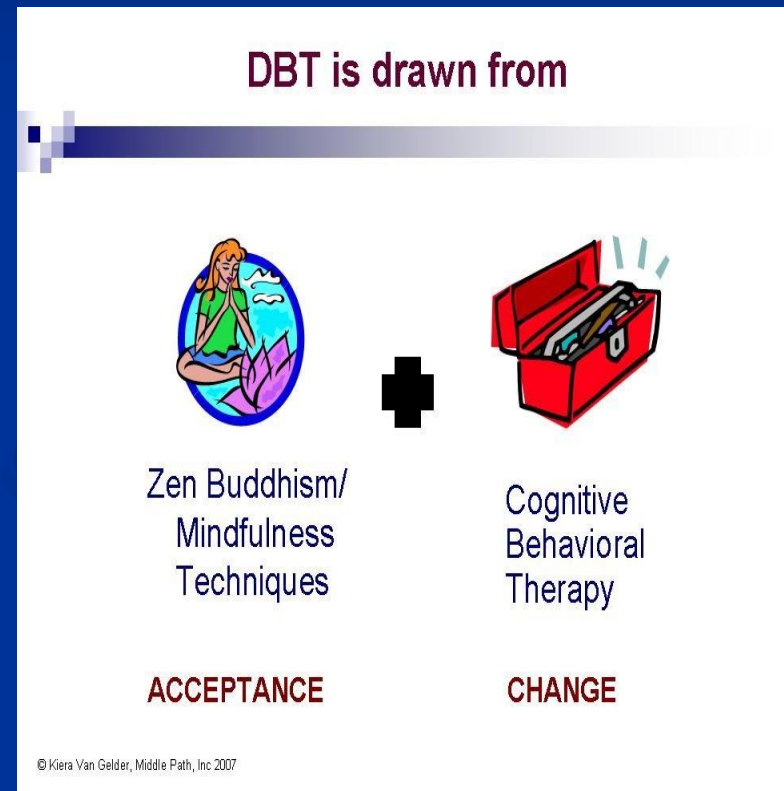 DBT is drawn from
Zen Buddhism/
Mindfulness
Techniques
ACCEPTANCE
Cognitive
Behavioral
Therapy
CHANGE
© Kiera Van Gelder, Middle Path, Inc 2007